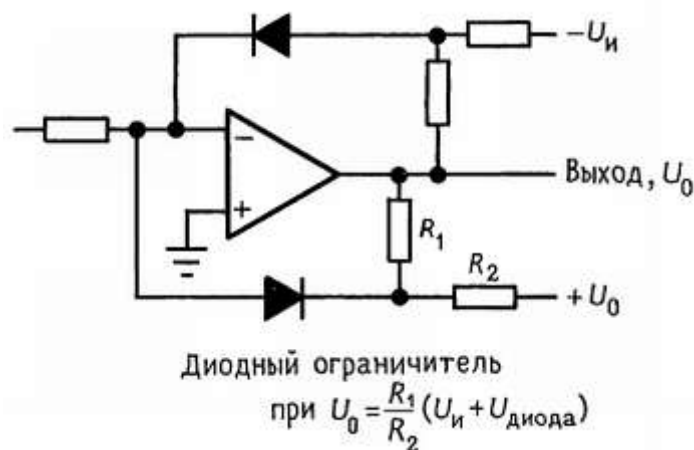 −Uи
−
+
Выход, U₀
R₁
R₂
+U₀
Диодный ограничитель
при U₀ = R₁/R₂ (Uи + Uдиода)